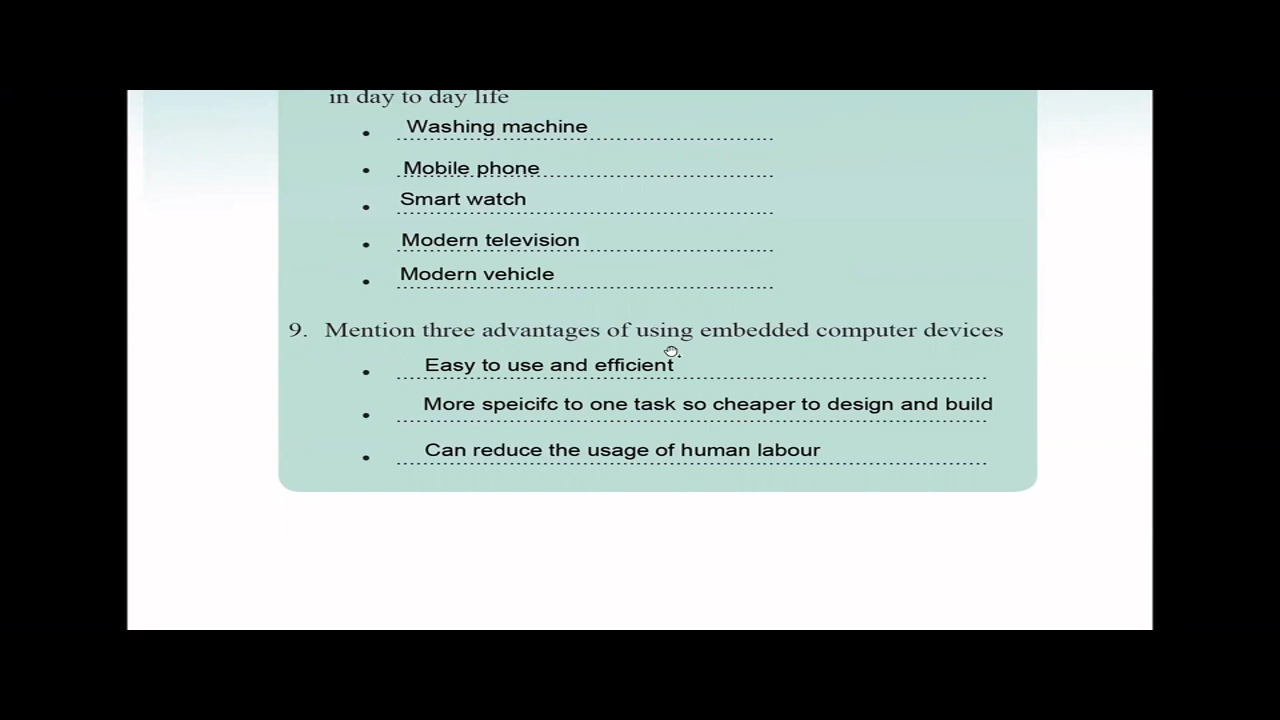 in day to day life
• Washing machine
• Mobile phone
• Smart watch
• Modern television
• Modern vehicle
9. Mention three advantages of using embedded computer devices
• Easy to use and efficient
• More speicifc to one task so cheaper to design and build
• Can reduce the usage of human labour